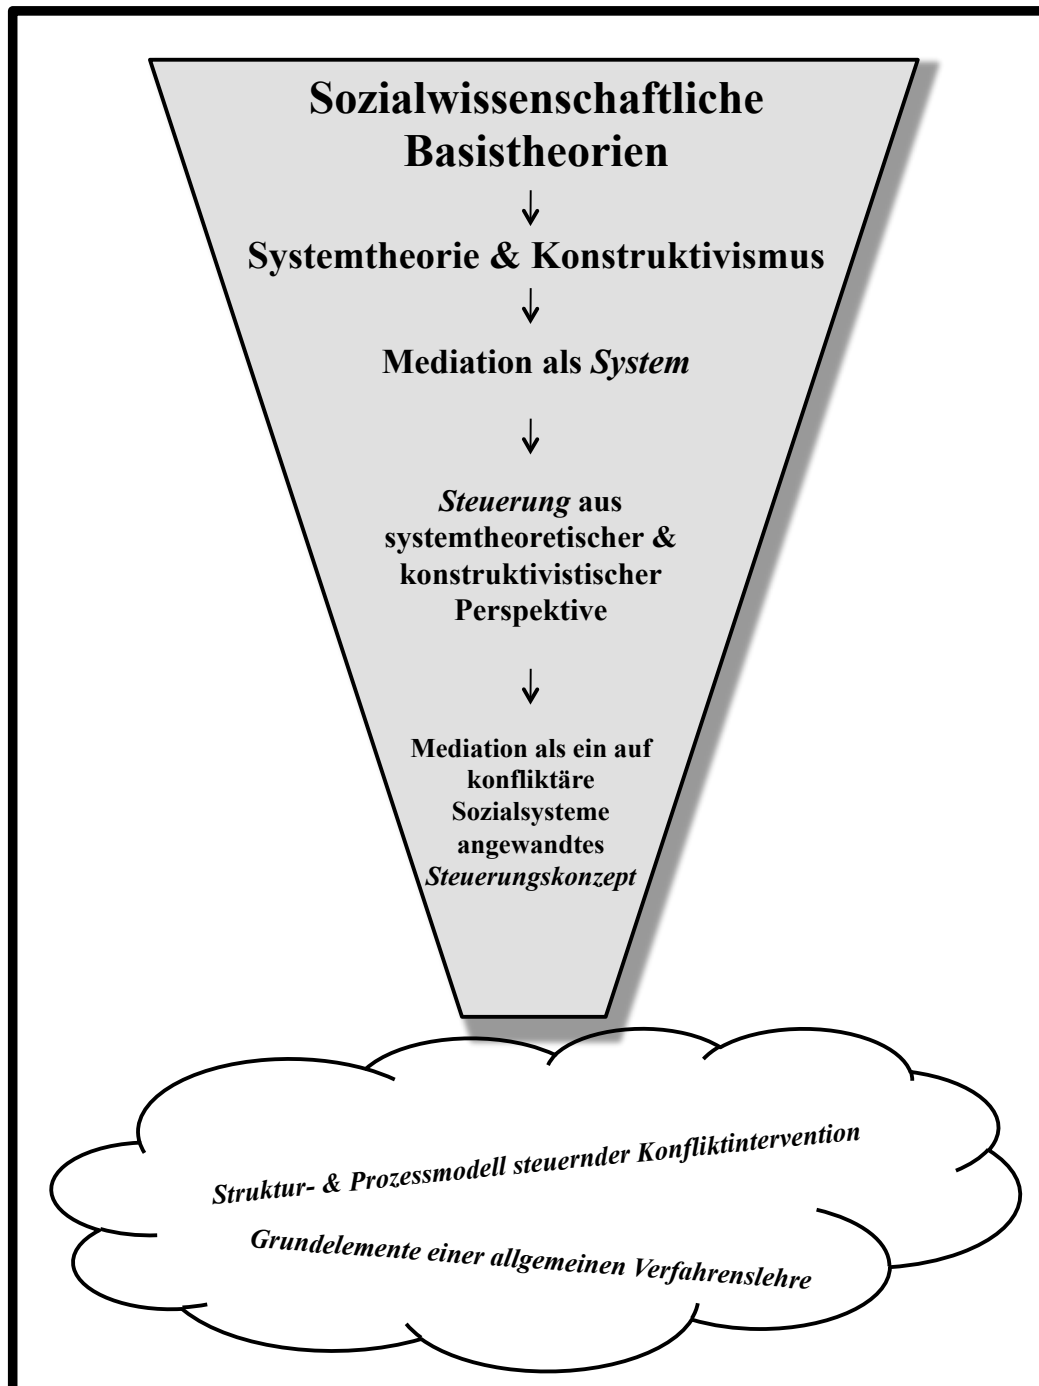 Sozialwissenschaftliche
Basistheorien
Systemtheorie & Konstruktivismus
Mediation als System
Steuerung aus
systemtheoretischer &
konstruktivistischer
Perspektive
Mediation als ein auf
konfliktäre
Sozialsysteme
angewandtes
Steuerungskonzept
Struktur- & Prozessmodell steuernder Konfliktintervention
Grundelemente einer allgemeinen Verfahrenslehre